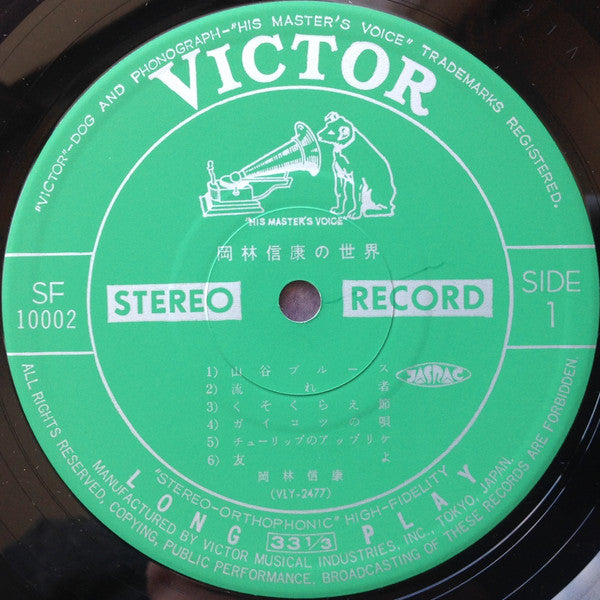 "VICTOR"–DOG AND PHONOGRAPH–"HIS MASTER'S VOICE" TRADEMARKS REGISTERED.
VICTOR
"HIS MASTER'S VOICE"
岡林信康の世界
SF
10002
STEREO
RECORD
SIDE
1
1) 山谷ブルース
2) 流れ者
3) くそくらえ節
4) ガイコツの唄
5) チューリップのアップリケ
6) 友よ
JASRAC
岡林信康
(VLY-2477)
"STEREO-ORTHOPHONIC" HIGH-FIDELITY
LONG 33 1/3 PLAY
MANUFACTURED BY VICTOR MUSICAL INDUSTRIES, INC., TOKYO, JAPAN.
ALL RIGHTS RESERVED, COPYING, PUBLIC PERFORMANCE, BROADCASTING OF THESE RECORDS ARE FORBIDDEN.